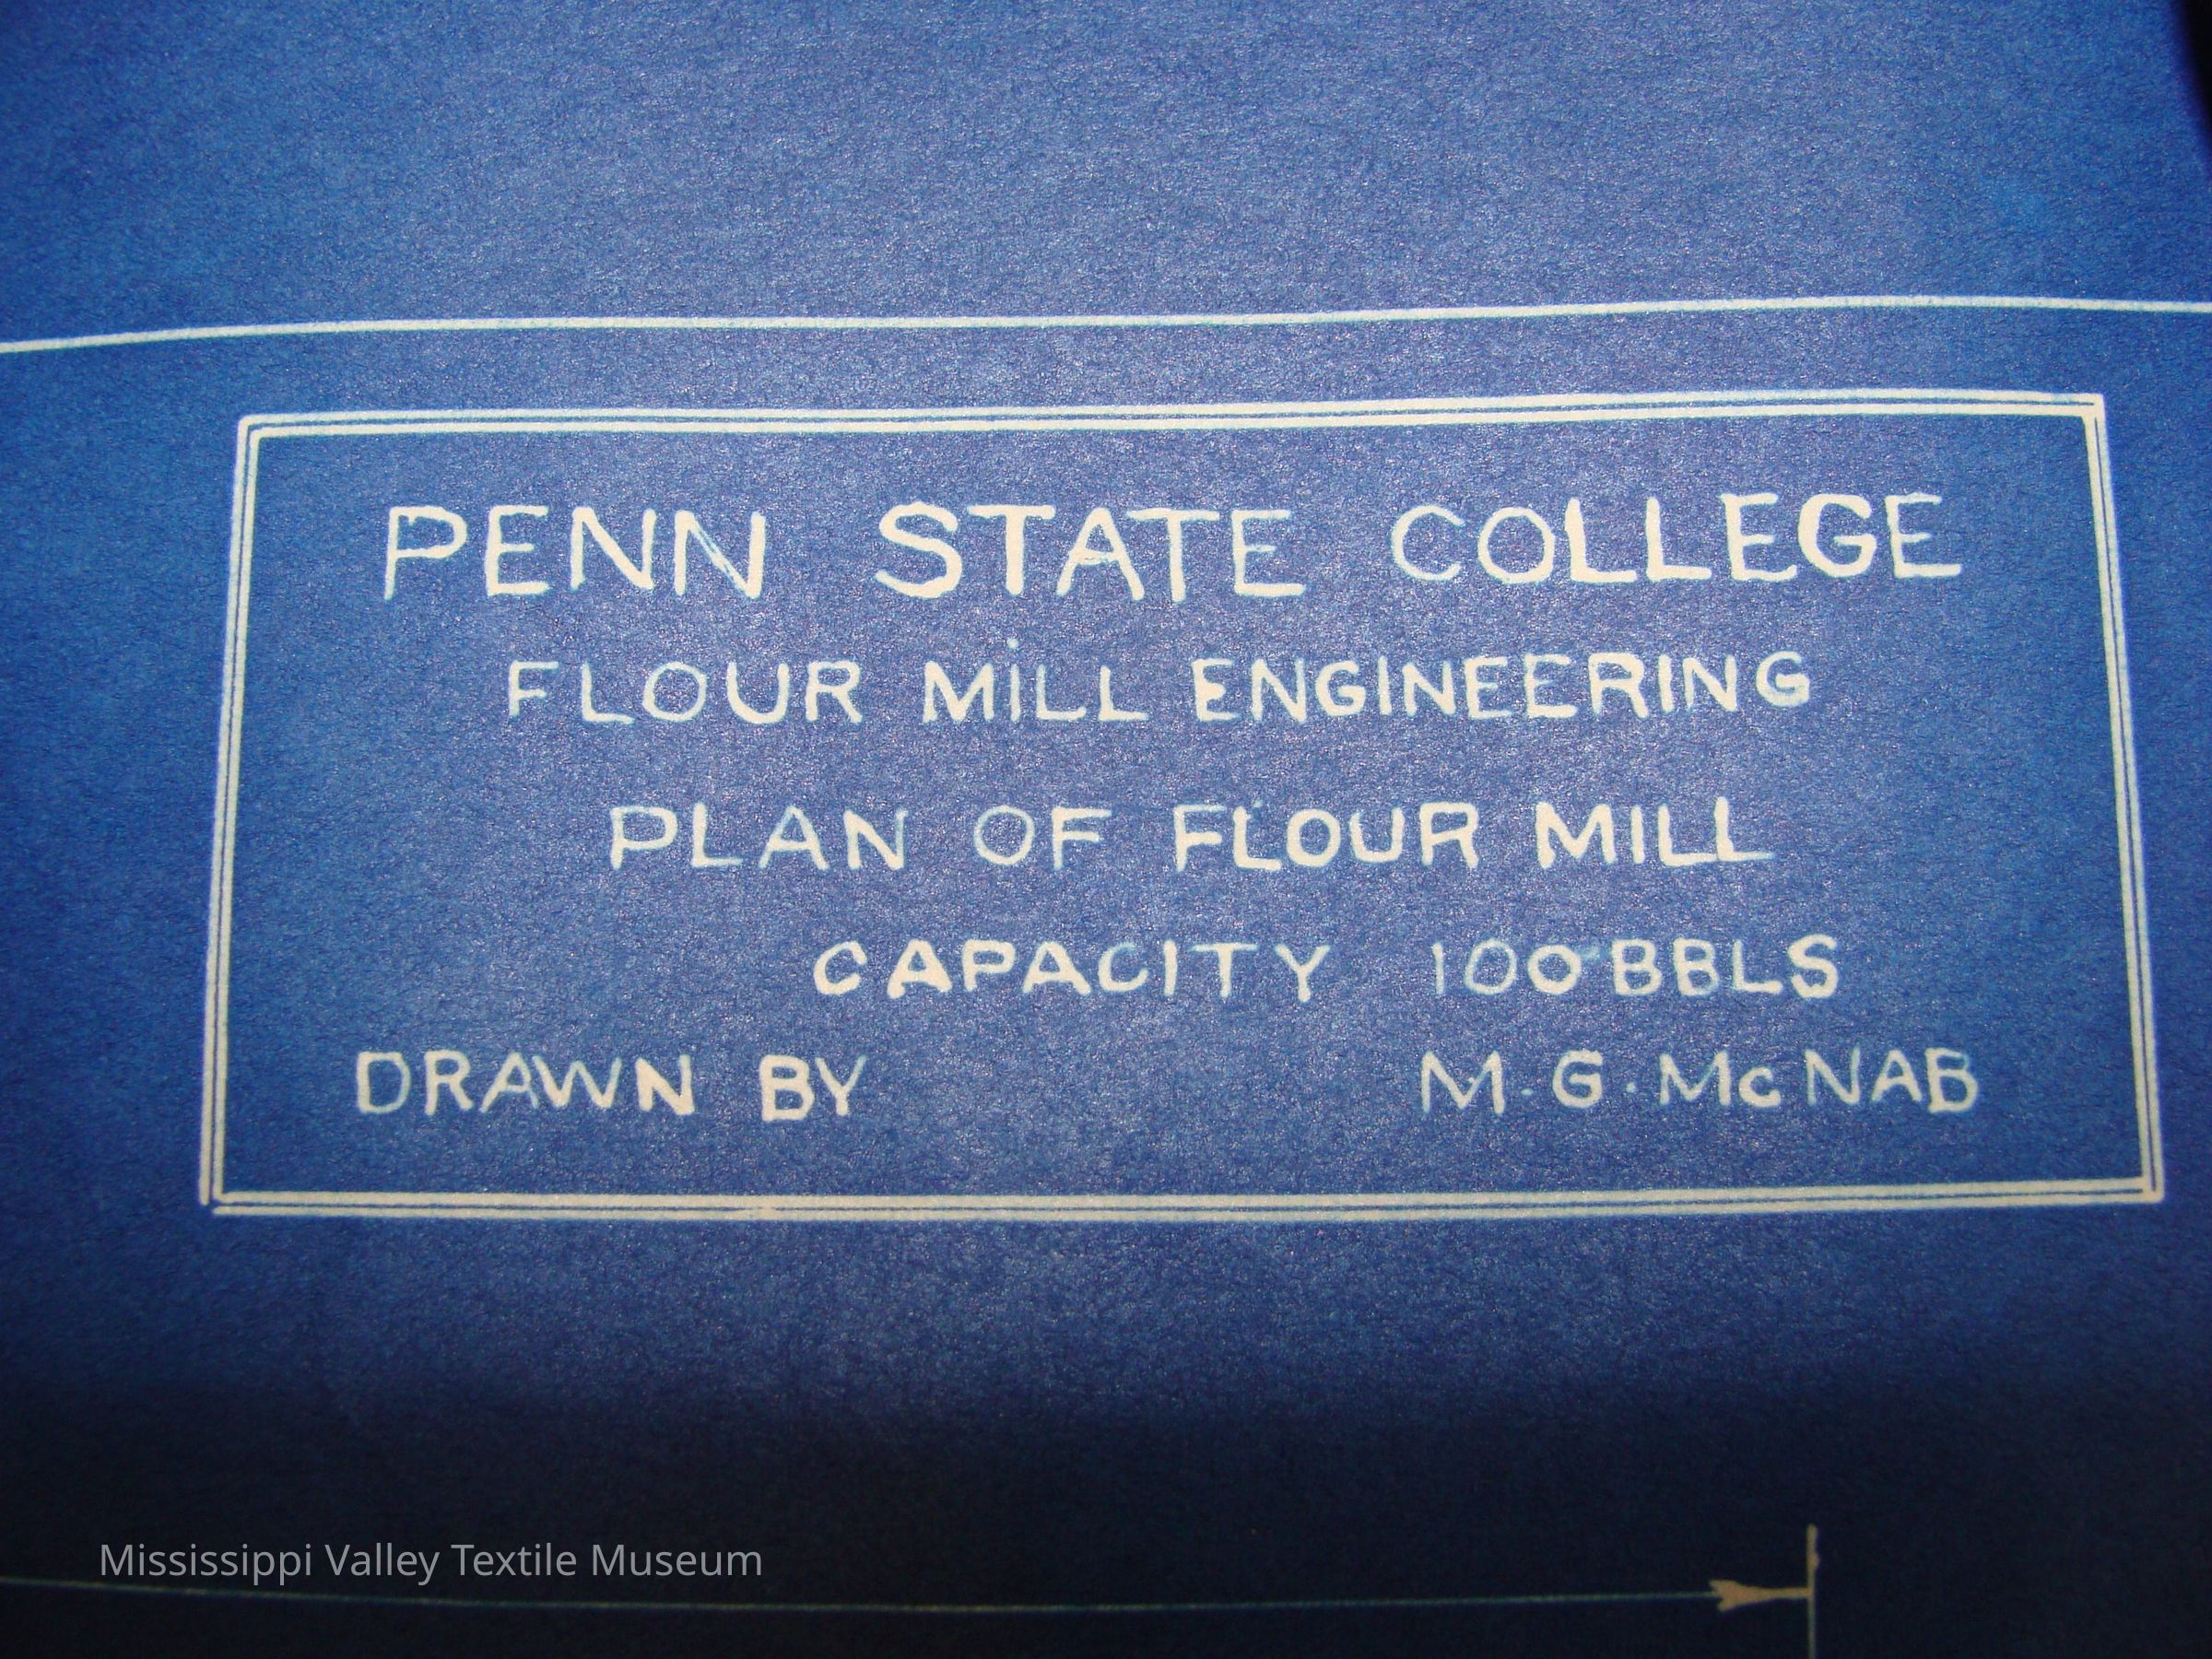 PENN STATE COLLEGE
FLOUR MILL ENGINEERING
PLAN OF FLOUR MILL
CAPACITY 100 BBLS
DRAWN BY M. G. McNAB
Mississippi Valley Textile Museum